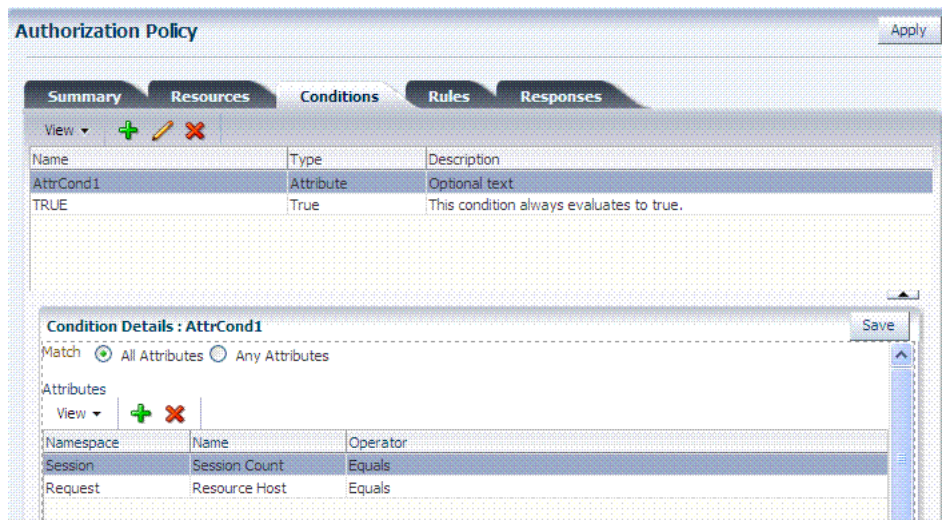 Authorization Policy
Apply
Summary Resources Conditions Rules Responses
View
Name Type Description
AttrCond1 Attribute Optional text
TRUE True This condition always evaluates to true.
Condition Details : AttrCond1
Save
Match All Attributes Any Attributes
Attributes
View
Namespace Name Operator
Session Session Count Equals
Request Resource Host Equals